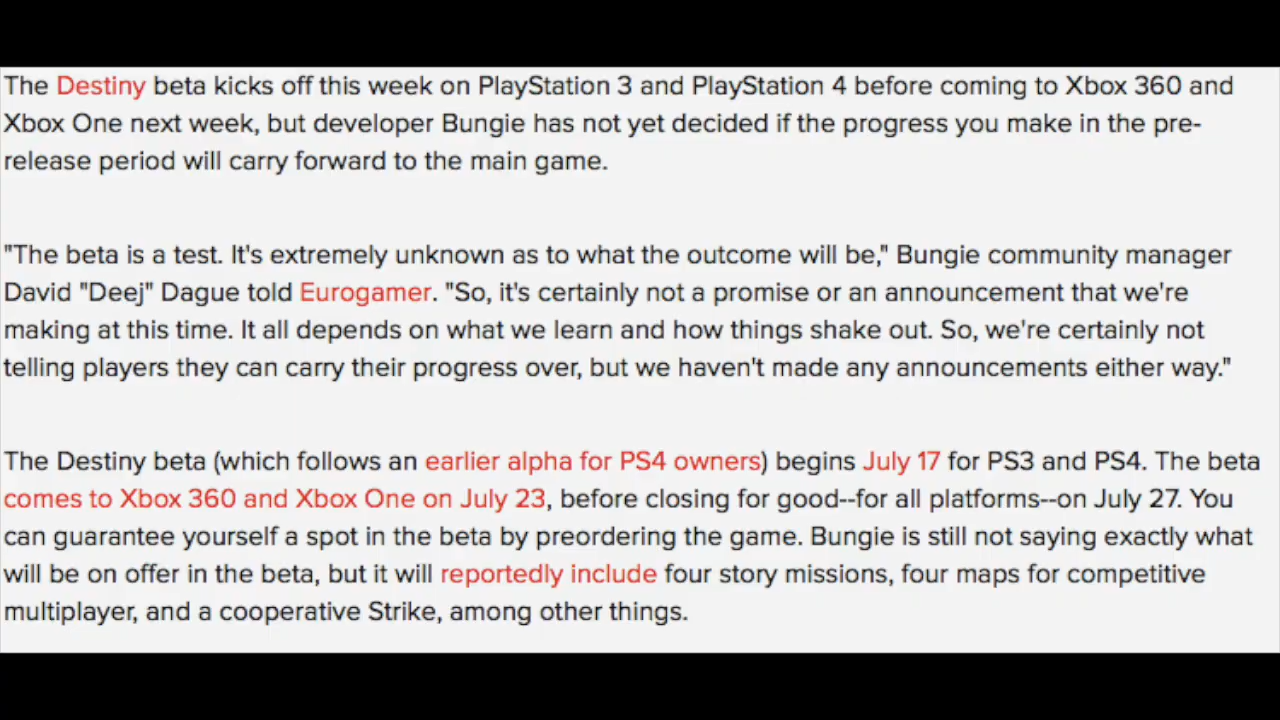 The Destiny beta kicks off this week on PlayStation 3 and PlayStation 4 before coming to Xbox 360 and
Xbox One next week, but developer Bungie has not yet decided if the progress you make in the pre-
release period will carry forward to the main game.
"The beta is a test. It's extremely unknown as to what the outcome will be," Bungie community manager
David "Deej" Dague told Eurogamer. "So, it's certainly not a promise or an announcement that we're
making at this time. It all depends on what we learn and how things shake out. So, we're certainly not
telling players they can carry their progress over, but we haven't made any announcements either way."
The Destiny beta (which follows an earlier alpha for PS4 owners) begins July 17 for PS3 and PS4. The beta
comes to Xbox 360 and Xbox One on July 23, before closing for good--for all platforms--on July 27. You
can guarantee yourself a spot in the beta by preordering the game. Bungie is still not saying exactly what
will be on offer in the beta, but it will reportedly include four story missions, four maps for competitive
multiplayer, and a cooperative Strike, among other things.